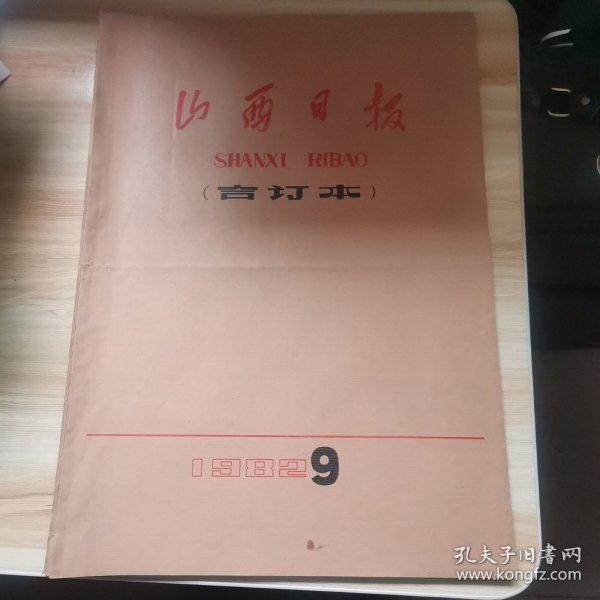 山西日报
SHANXI RIBAO
(合订本)
1982 9
孔夫子旧书网
www.kongfz.com